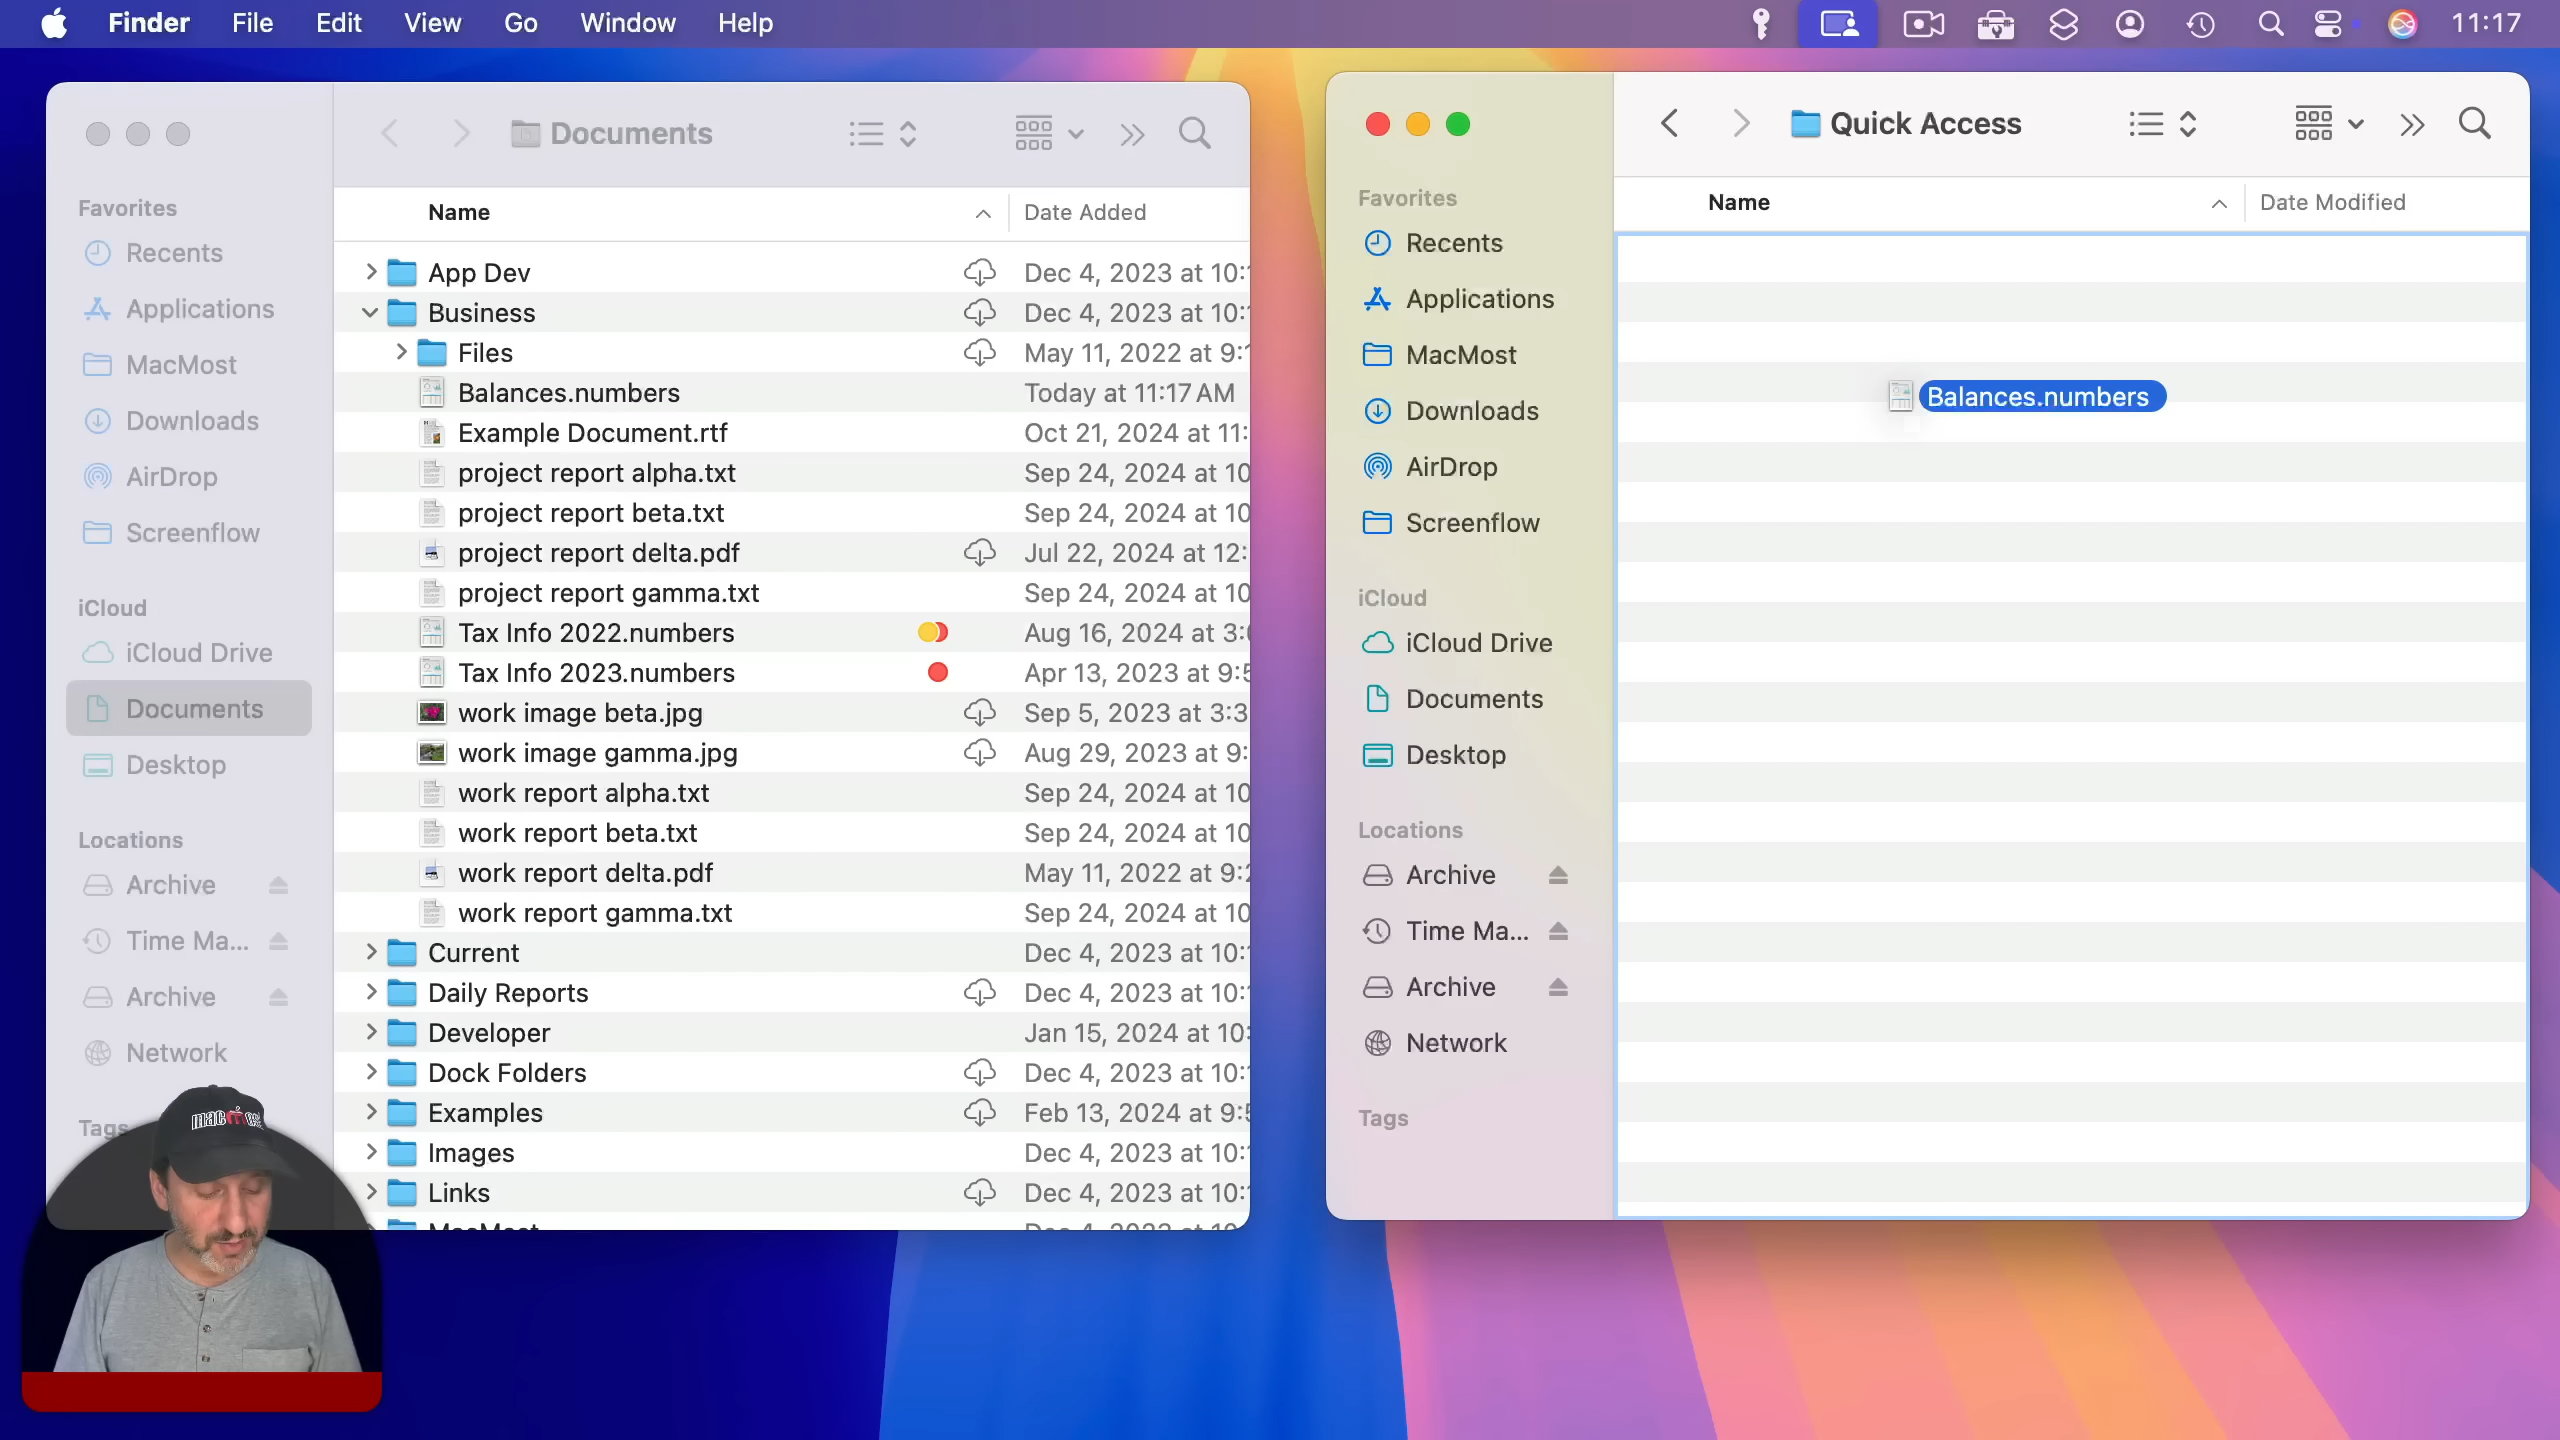 Finder File Edit View Go Window Help 11:17
Documents
Favorites
Recents
Applications
MacMost
Downloads
AirDrop
Screenflow
iCloud
iCloud Drive
Documents
Desktop
Locations
Archive
Time Ma...
Archive
Network
Tags
Name Date Added
App Dev Dec 4, 2023 at 10:
Business Dec 4, 2023 at 10:
Files May 11, 2022 at 9:
Balances.numbers Today at 11:17 AM
Example Document.rtf Oct 21, 2024 at 11:
project report alpha.txt Sep 24, 2024 at 10
project report beta.txt Sep 24, 2024 at 10
project report delta.pdf Jul 22, 2024 at 12:
project report gamma.txt Sep 24, 2024 at 10
Tax Info 2022.numbers Aug 16, 2024 at 3:
Tax Info 2023.numbers Apr 13, 2023 at 9:5
work image beta.jpg Sep 5, 2023 at 3:3
work image gamma.jpg Aug 29, 2023 at 9:
work report alpha.txt Sep 24, 2024 at 10
work report beta.txt Sep 24, 2024 at 10
work report delta.pdf May 11, 2022 at 9:2
work report gamma.txt Sep 24, 2024 at 10
Current Dec 4, 2023 at 10:
Daily Reports Dec 4, 2023 at 10:
Developer Jan 15, 2024 at 10:
Dock Folders Dec 4, 2023 at 10:
Examples Feb 13, 2024 at 9:5
Images Dec 4, 2023 at 10:
Links Dec 4, 2023 at 10:
Quick Access
Favorites
Recents
Applications
MacMost
Downloads
AirDrop
Screenflow
iCloud
iCloud Drive
Documents
Desktop
Locations
Archive
Time Ma...
Archive
Network
Tags
Name Date Modified
Balances.numbers